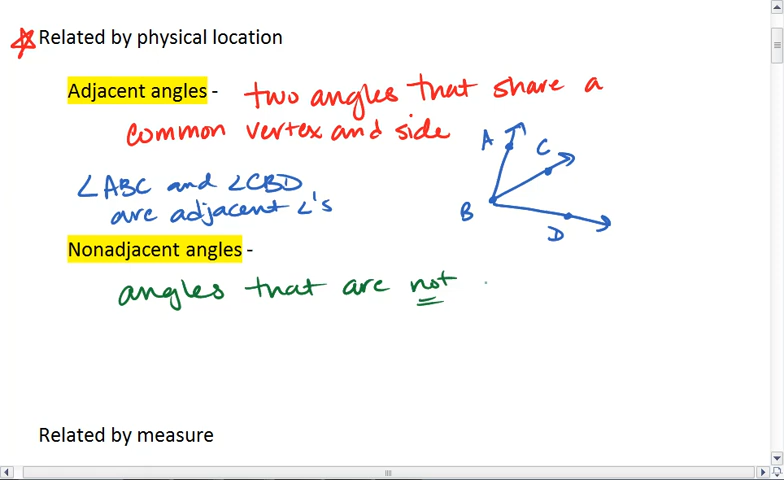 Related by physical location
Adjacent angles - two angles that share a
common vertex and side
A
C
∠ABC and ∠CBD
are adjacent ∠'s
B
D
Nonadjacent angles -
angles that are not
Related by measure